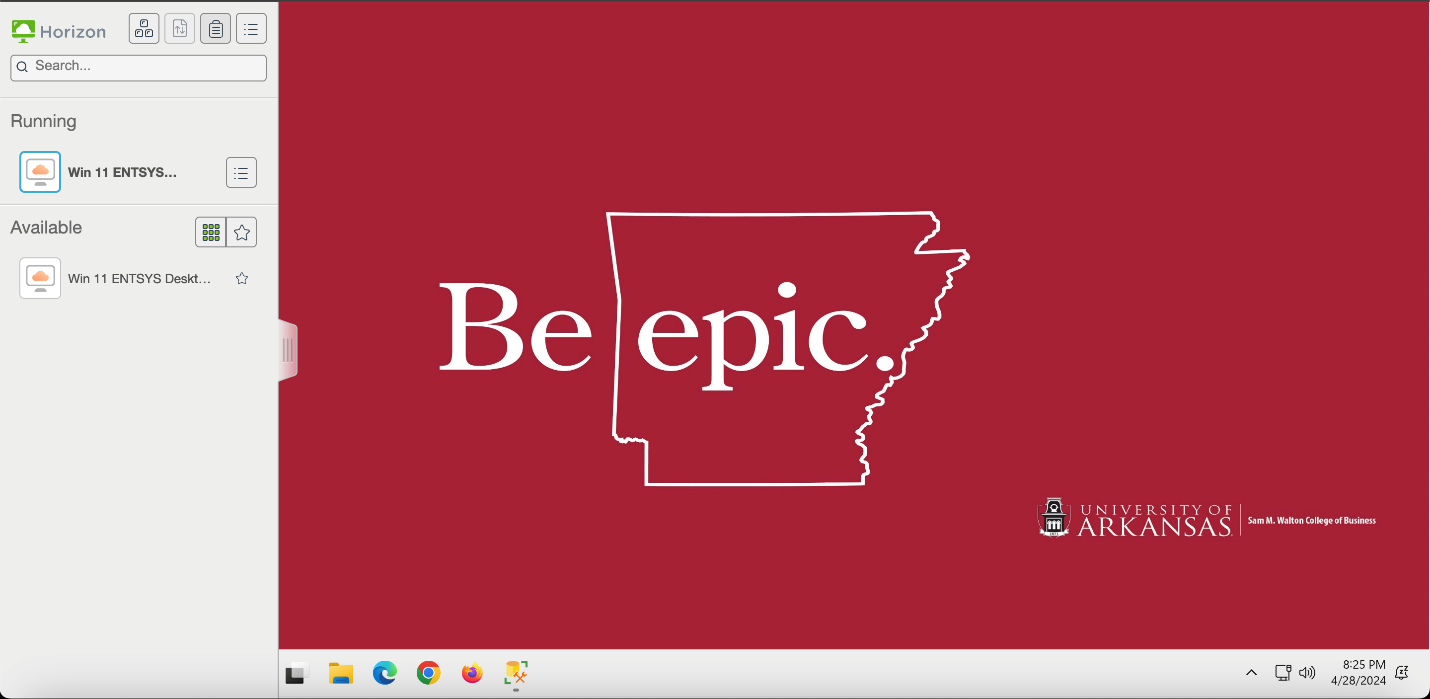 Horizon
Search...
Running
Win 11 ENTSYS...
Available
Win 11 ENTSYS Deskt...
Be epic.
UNIVERSITY OF
ARKANSAS
Sam M. Walton College of Business
8:25 PM
4/28/2024